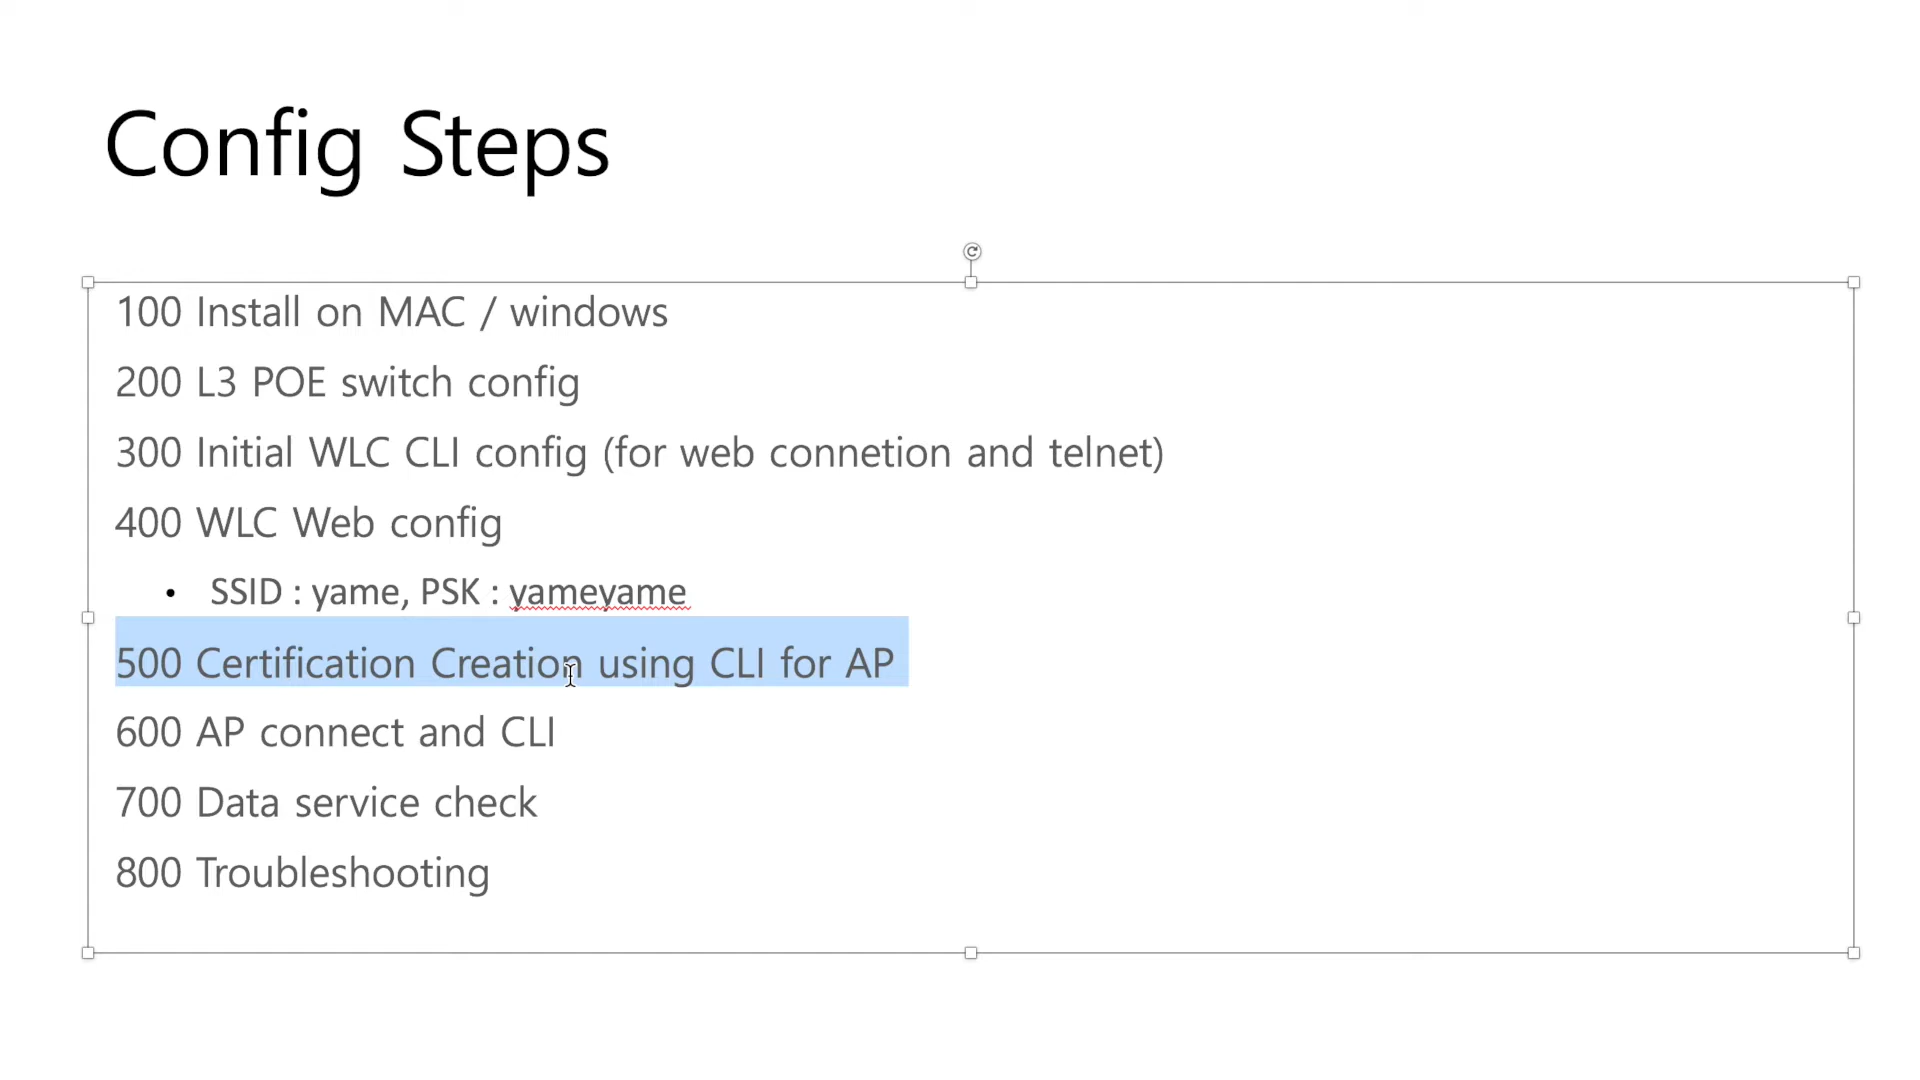 Config Steps
100 Install on MAC / windows
200 L3 POE switch config
300 Initial WLC CLI config (for web connetion and telnet)
400 WLC Web config
• SSID : yame, PSK : yameyame
500 Certification Creation using CLI for AP
600 AP connect and CLI
700 Data service check
800 Troubleshooting